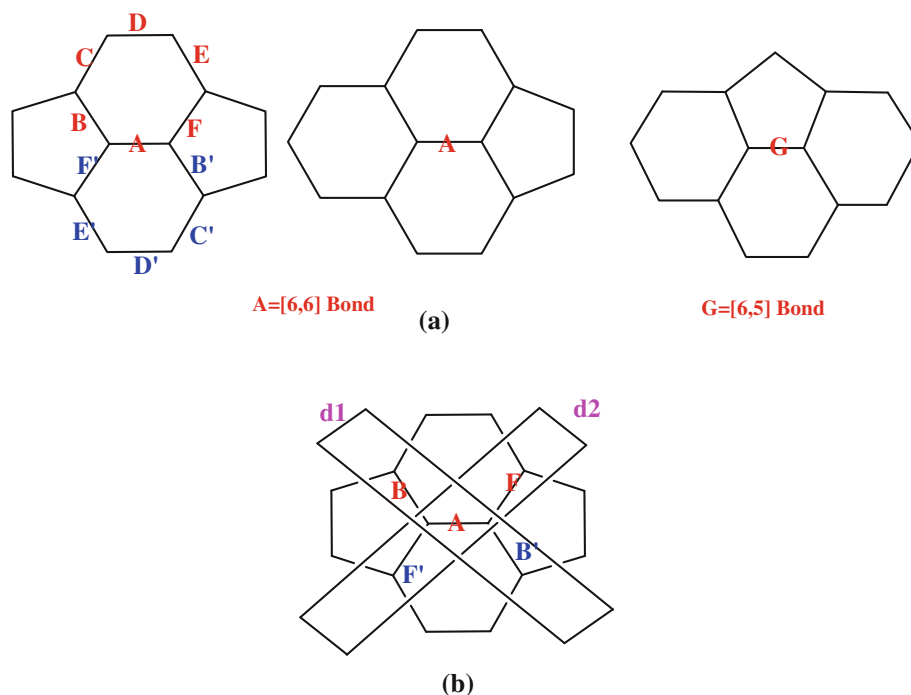 D
C
E
B
F
A
A
G
F'
B'
E'
C'
D'
A=[6,6] Bond
(a)
G=[6,5] Bond
d1
d2
B
F
A
B'
F'
(b)